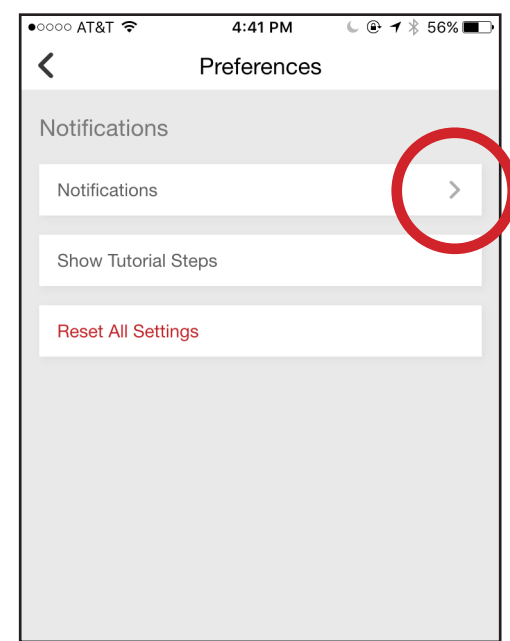 AT&T 4:41 PM 56%
Preferences
Notifications
Notifications
Show Tutorial Steps
Reset All Settings